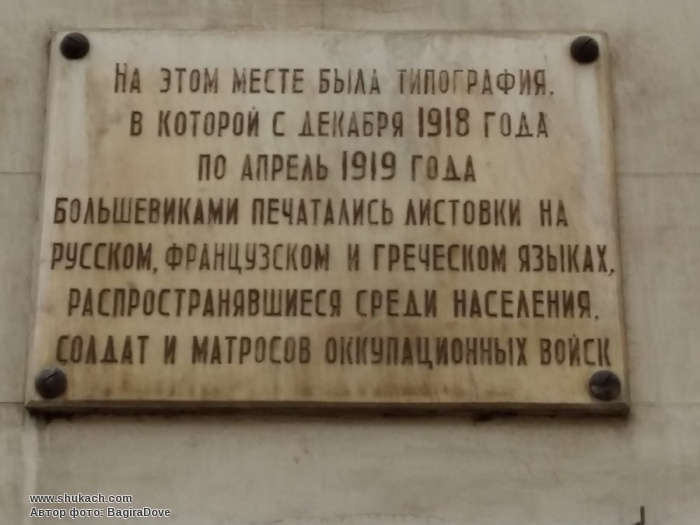 На этом месте была типография,
в которой с декабря 1918 года
по апрель 1919 года
большевиками печатались листовки на
русском, французском и греческом языках,
распространявшиеся среди населения,
солдат и матросов оккупационных войск
www.shukach.com
Автор фото: BagiraDove